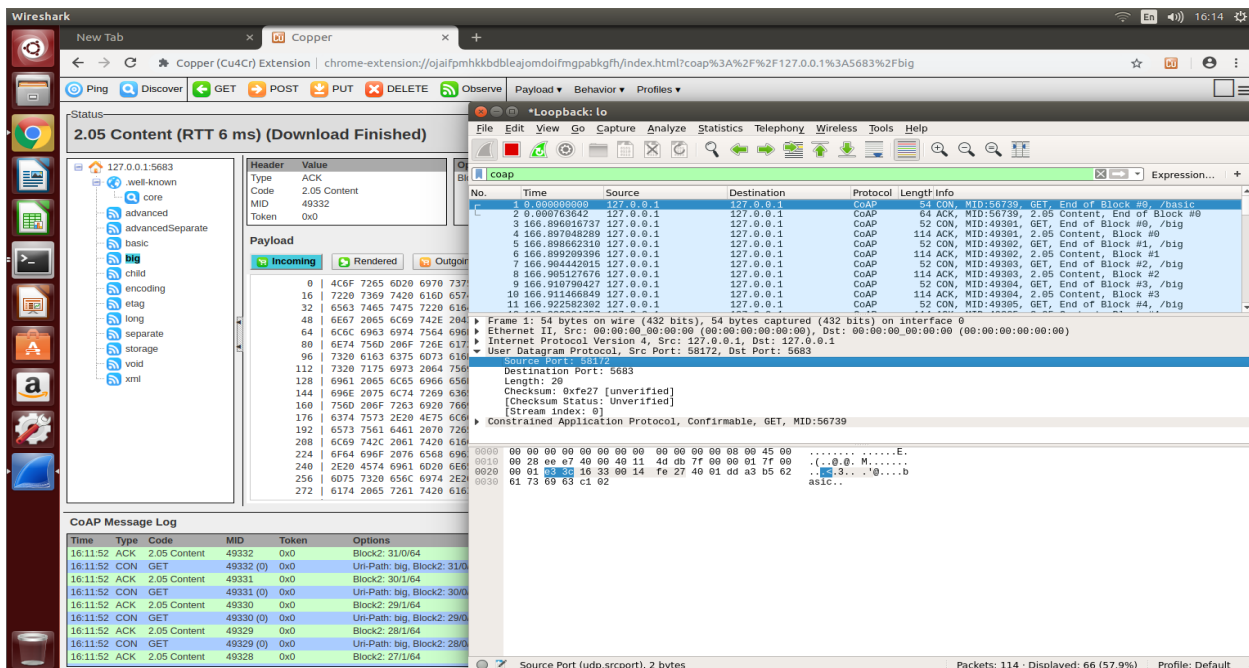 Wireshark
En
16:14
New Tab
Copper
Copper (Cu4Cr) Extension | chrome-extension://ojaifpmhkkbdbleajomdoifmgpabkgfh/index.html?coap%3A%2F%2F127.0.0.1%3A5683%2Fbig
Ping Discover GET POST PUT DELETE Observe Payload Behavior Profiles
Status
2.05 Content (RTT 6 ms) (Download Finished)
127.0.0.1:5683
.well-known
core
advanced
advancedSeparate
basic
big
child
encoding
etag
long
separate
storage
void
xml
Header Value
Type ACK
Code 2.05 Content
MID 49332
Token 0x0
Payload
Incoming Rendered Outgoin
0 | 4C6F 7265 6D20 6970 737
16 | 7220 7369 7420 616D 657
32 | 6563 7465 7475 7220 616
48 | 6E67 2065 6C69 742E 204
64 | 6C6C 6963 6974 7564 696
80 | 6E74 756D 206F 726E 617
96 | 7320 6163 6375 6D73 616
112 | 7320 7175 6973 2064 756
128 | 6961 2065 6C65 6966 656
144 | 696E 2075 6C74 7269 636
160 | 756D 206F 7263 6920 766
176 | 6374 7573 2E20 4E75 6C6
192 | 6573 7561 6461 2070 726
208 | 6C69 742C 2061 7420 616
224 | 6F64 696F 2076 6568 696
240 | 2E20 4574 6961 6D20 6E6
256 | 6D75 7320 656C 6974 2E2
272 | 6174 2065 7261 7420 616
CoAP Message Log
Time Type Code MID Token Options
16:11:52 ACK 2.05 Content 49332 0x0 Block2: 31/0/64
16:11:52 CON GET 49332 (0) 0x0 Uri-Path: big, Block2: 31/0
16:11:52 ACK 2.05 Content 49331 0x0 Block2: 30/1/64
16:11:52 CON GET 49331 (0) 0x0 Uri-Path: big, Block2: 30/0
16:11:52 ACK 2.05 Content 49330 0x0 Block2: 29/1/64
16:11:52 CON GET 49330 (0) 0x0 Uri-Path: big, Block2: 29/0
16:11:52 ACK 2.05 Content 49329 0x0 Block2: 28/1/64
16:11:52 CON GET 49329 (0) 0x0 Uri-Path: big, Block2: 28/0
16:11:52 ACK 2.05 Content 49328 0x0 Block2: 27/1/64
*Loopback: lo
File Edit View Go Capture Analyze Statistics Telephony Wireless Tools Help
coap
Expression... +
No. Time Source Destination Protocol Length Info
1 0.000000000 127.0.0.1 127.0.0.1 CoAP 54 CON, MID:56739, GET, End of Block #0, /basic
2 0.000763642 127.0.0.1 127.0.0.1 CoAP 64 ACK, MID:56739, 2.05 Content, End of Block #0
3 166.896016737 127.0.0.1 127.0.0.1 CoAP 52 CON, MID:49301, GET, End of Block #0, /big
4 166.897048289 127.0.0.1 127.0.0.1 CoAP 114 ACK, MID:49301, 2.05 Content, Block #0
5 166.898662310 127.0.0.1 127.0.0.1 CoAP 52 CON, MID:49302, GET, End of Block #1, /big
6 166.899209396 127.0.0.1 127.0.0.1 CoAP 114 ACK, MID:49302, 2.05 Content, Block #1
7 166.904442015 127.0.0.1 127.0.0.1 CoAP 52 CON, MID:49303, GET, End of Block #2, /big
8 166.905127676 127.0.0.1 127.0.0.1 CoAP 114 ACK, MID:49303, 2.05 Content, Block #2
9 166.910790427 127.0.0.1 127.0.0.1 CoAP 52 CON, MID:49304, GET, End of Block #3, /big
10 166.911466849 127.0.0.1 127.0.0.1 CoAP 114 ACK, MID:49304, 2.05 Content, Block #3
11 166.922582302 127.0.0.1 127.0.0.1 CoAP 52 CON, MID:49305, GET, End of Block #4, /big
Frame 1: 54 bytes on wire (432 bits), 54 bytes captured (432 bits) on interface 0
Ethernet II, Src: 00:00:00_00:00:00 (00:00:00:00:00:00), Dst: 00:00:00_00:00:00 (00:00:00:00:00:00)
Internet Protocol Version 4, Src: 127.0.0.1, Dst: 127.0.0.1
User Datagram Protocol, Src Port: 58172, Dst Port: 5683
Source Port: 58172
Destination Port: 5683
Length: 20
Checksum: 0xfe27 [unverified]
[Checksum Status: Unverified]
[Stream index: 0]
Constrained Application Protocol, Confirmable, GET, MID:56739
0000 00 00 00 00 00 00 00 00 00 00 00 00 08 00 45 00 ........ ......E.
0010 00 28 ee e7 40 00 40 11 4d db 7f 00 00 01 7f 00 .(..@.@. M.......
0020 00 01 e3 3c 16 33 00 14 fe 27 40 01 dd a3 b5 62 ...<.3.. .'@....b
0030 61 73 69 63 c1 02 asic..
Source Port (udp.srcport), 2 bytes
Packets: 114 · Displayed: 66 (57.9%)
Profile: Default